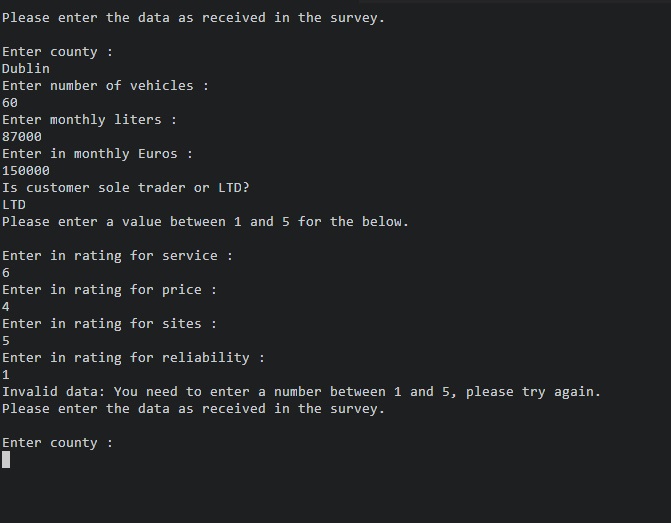 Please enter the data as received in the survey.
Enter county :
Dublin
Enter number of vehicles :
60
Enter monthly liters :
87000
Enter in monthly Euros :
150000
Is customer sole trader or LTD?
LTD
Please enter a value between 1 and 5 for the below.
Enter in rating for service :
6
Enter in rating for price :
4
Enter in rating for sites :
5
Enter in rating for reliability :
1
Invalid data: You need to enter a number between 1 and 5, please try again.
Please enter the data as received in the survey.
Enter county :